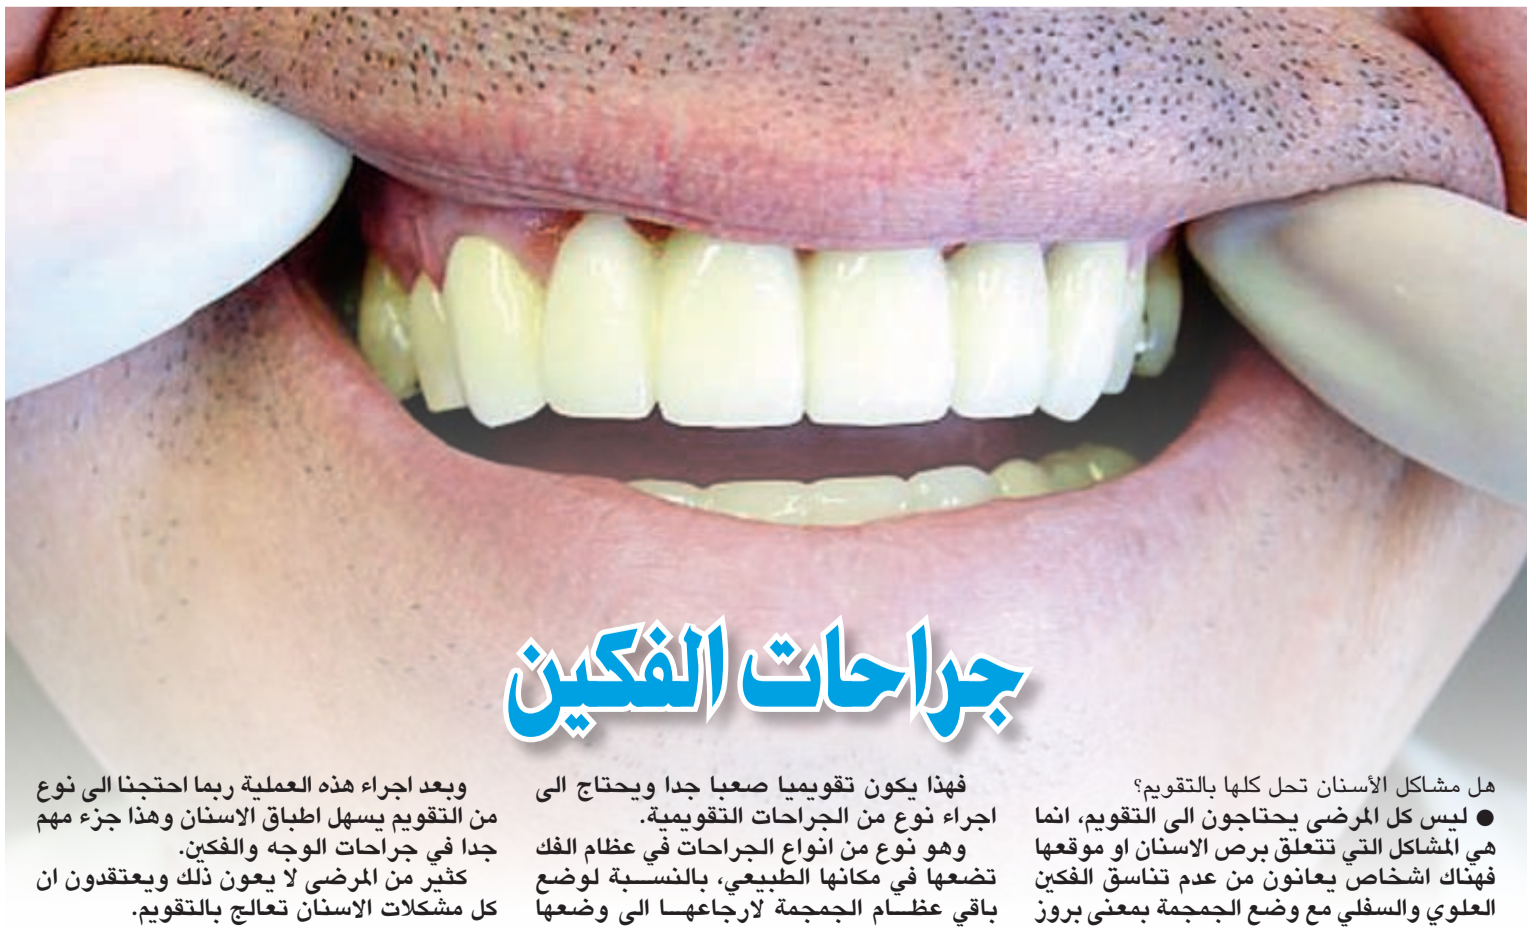 جراحات الفكين
هل مشاكل الأسنان تحل كلها بالتقويم؟
● ليس كل المرضى يحتاجون الى التقويم، انما
هي المشاكل التي تتعلق برص الاسنان او موقعها
فهناك اشخاص يعانون من عدم تناسق الفكين
العلوي والسفلي مع وضع الجمجمة بمعنى بروز
فهذا يكون تقويميا صعبا جدا ويحتاج الى
اجراء نوع من الجراحات التقويمية.
وهو نوع من انواع الجراحات في عظام الفك
تضعها في مكانها الطبيعي، بالنسبة لوضع
باقي عظام الجمجمة لارجاعها الى وضعها
وبعد اجراء هذه العملية ربما احتجنا الى نوع
من التقويم يسهل اطباق الاسنان وهذا جزء مهم
جدا في جراحات الوجه والفكين.
كثير من المرضى لا يعون ذلك ويعتقدون ان
كل مشكلات الاسنان تعالج بالتقويم.